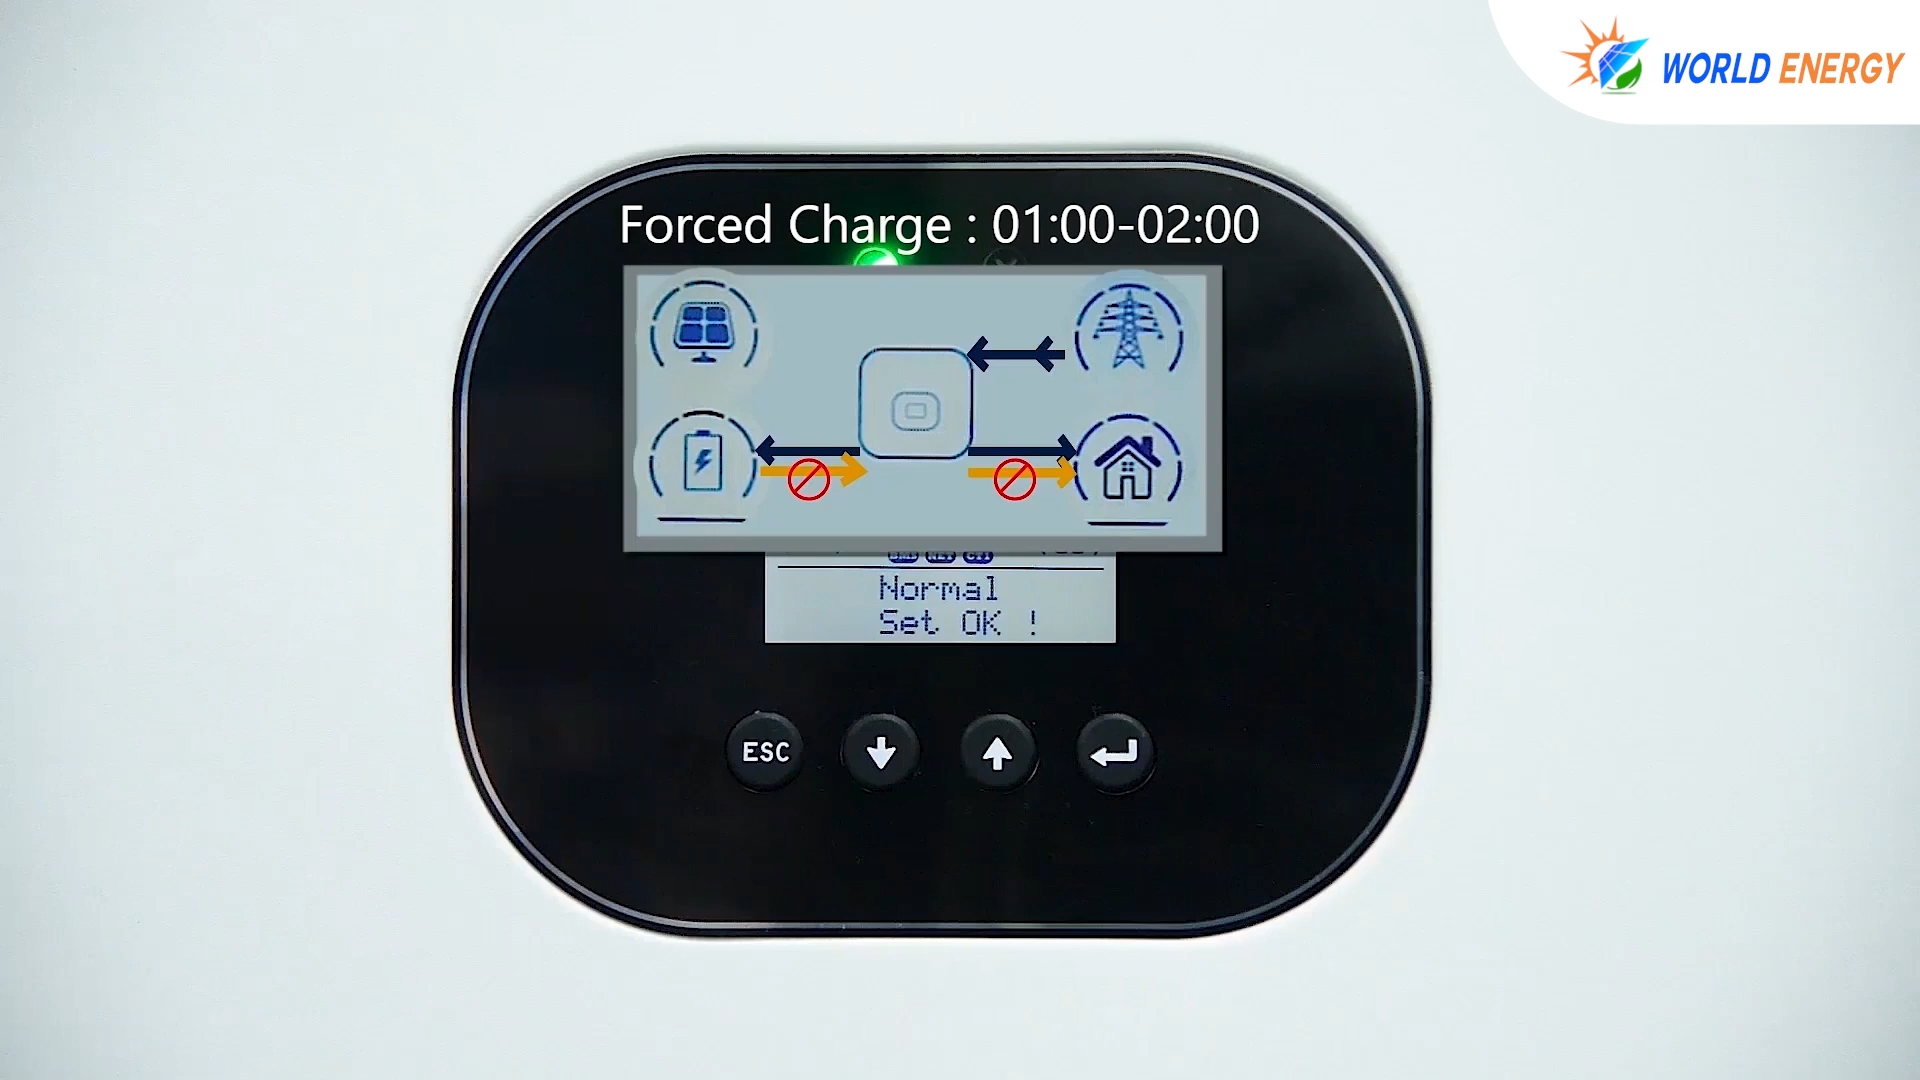 WORLD ENERGY
Forced Charge : 01:00-02:00
Normal
Set OK !
ESC